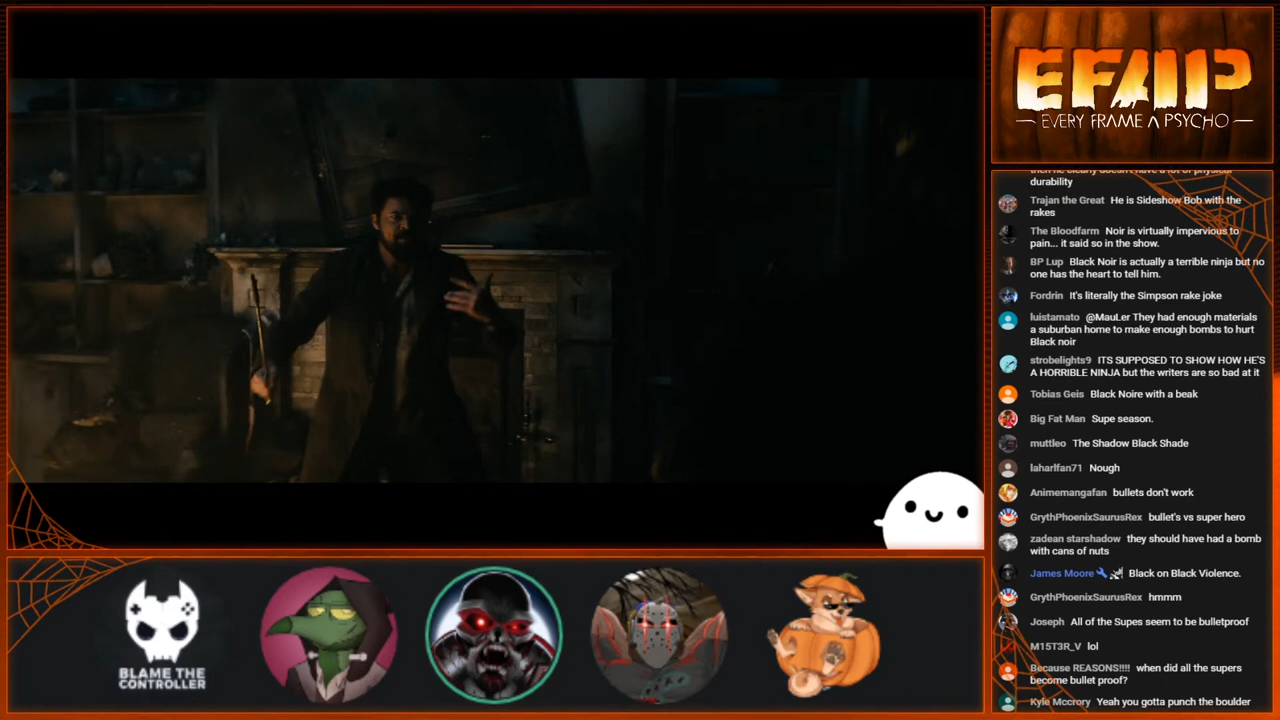 EFAP
EVERY FRAME A PSYCHO
then he clearly doesn't have a lot of physical
durability
Trajan the Great He is Sideshow Bob with the
rakes
The Bloodfarm Noir is virtually impervious to
pain... it said so in the show.
BP Lup Black Noir is actually a terrible ninja but no
one has the heart to tell him.
Fordrin It's literally the Simpson rake joke
luistamato @MauLer They had enough materials
a suburban home to make enough bombs to hurt
Black noir
strobelights9 ITS SUPPOSED TO SHOW HOW HE'S
A HORRIBLE NINJA but the writers are so bad at it
Tobias Geis Black Noire with a beak
Big Fat Man Supe season.
muttleo The Shadow Black Shade
laharlfan71 Nough
Animemangafan bullets don't work
GrythPhoenixSaurusRex bullet's vs super hero
zadean starshadow they should have had a bomb
with cans of nuts
James Moore Black on Black Violence.
GrythPhoenixSaurusRex hmmm
Joseph All of the Supes seem to be bulletproof
M15T3R_V lol
Because REASONS!!!! when did all the supers
become bullet proof?
Kyle Mccrory Yeah you gotta punch the boulder
BLAME THE
CONTROLLER